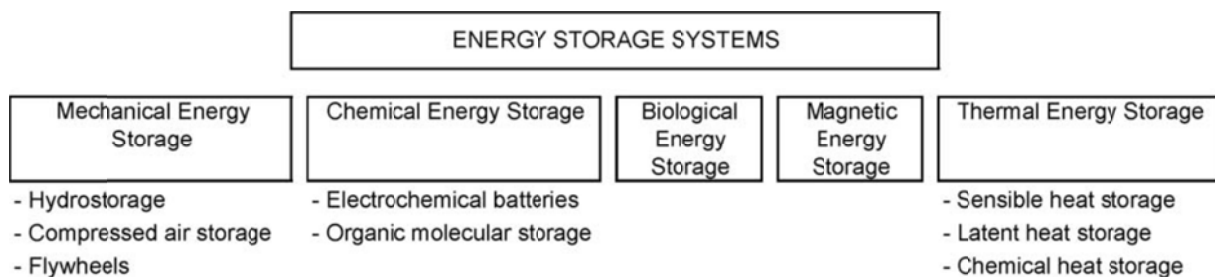 ENERGY STORAGE SYSTEMS
Mechanical Energy
Storage
- Hydrostorage
- Compressed air storage
- Flywheels
Chemical Energy Storage
- Electrochemical batteries
- Organic molecular storage
Biological
Energy
Storage
Magnetic
Energy
Storage
Thermal Energy Storage
- Sensible heat storage
- Latent heat storage
- Chemical heat storage